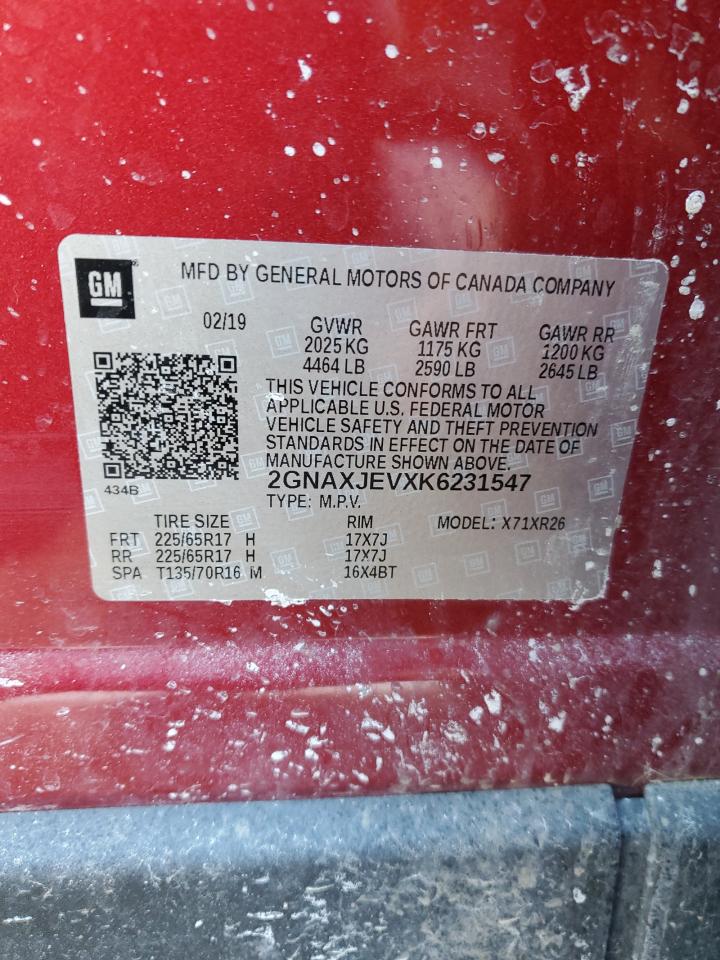 GM
MFD BY GENERAL MOTORS OF CANADA COMPANY
02/19 GVWR GAWR FRT GAWR RR
2025 KG 1175 KG 1200 KG
4464 LB 2590 LB 2645 LB
THIS VEHICLE CONFORMS TO ALL
APPLICABLE U.S. FEDERAL MOTOR
VEHICLE SAFETY AND THEFT PREVENTION
STANDARDS IN EFFECT ON THE DATE OF
MANUFACTURE SHOWN ABOVE.
434B
2GNAXJEVXK6231547
TYPE: M.P.V.
TIRE SIZE RIM MODEL: X71XR26
FRT 225/65R17 H 17X7J
RR 225/65R17 H 17X7J
SPA T135/70R16 M 16X4BT